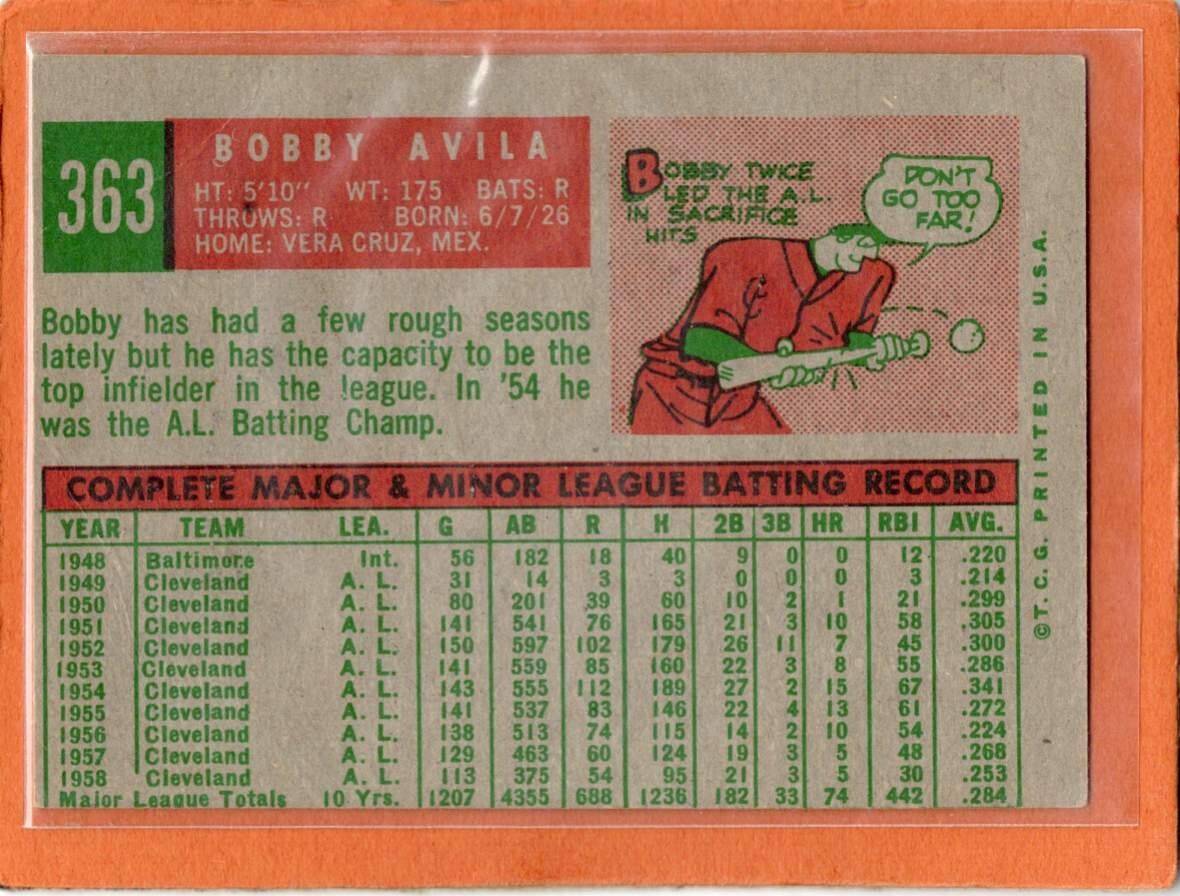 363
BOBBY AVILA
HT: 5'10" WT: 175 BATS: R
THROWS: R BORN: 6/7/26
HOME: VERA CRUZ, MEX.
BOBBY TWICE
LED THE A.L.
IN SACRIFICE
HITS
DON'T
GO TOO
FAR!
C
Bobby has had a few rough seasons
lately but he has the capacity to be the
top infielder in the league. In '54 he
was the A.L. Batting Champ.
COMPLETE MAJOR & MINOR LEAGUE BATTING RECORD
YEAR TEAM LEA. G AB R H 2B 3B HR RBI AVG.
1948 Baltimore Int. 56 182 18 40 9 0 0 12 .220
1949 Cleveland A. L. 31 14 3 3 0 0 0 3 .214
1950 Cleveland A. L. 80 201 39 60 10 2 1 21 .299
1951 Cleveland A. L. 141 541 76 165 21 3 10 58 .305
1952 Cleveland A. L. 150 597 102 179 26 11 7 45 .300
1953 Cleveland A. L. 141 559 85 160 22 3 8 55 .286
1954 Cleveland A. L. 143 555 112 189 27 2 15 67 .341
1955 Cleveland A. L. 141 537 83 146 22 4 13 61 .272
1956 Cleveland A. L. 138 513 74 115 14 2 10 54 .224
1957 Cleveland A. L. 129 463 60 124 19 3 5 48 .268
1958 Cleveland A. L. 113 375 54 95 21 3 5 30 .253
Major League Totals 10 Yrs. 1207 4355 688 1236 182 33 74 442 .284
©T. C. G. PRINTED IN U.S.A.